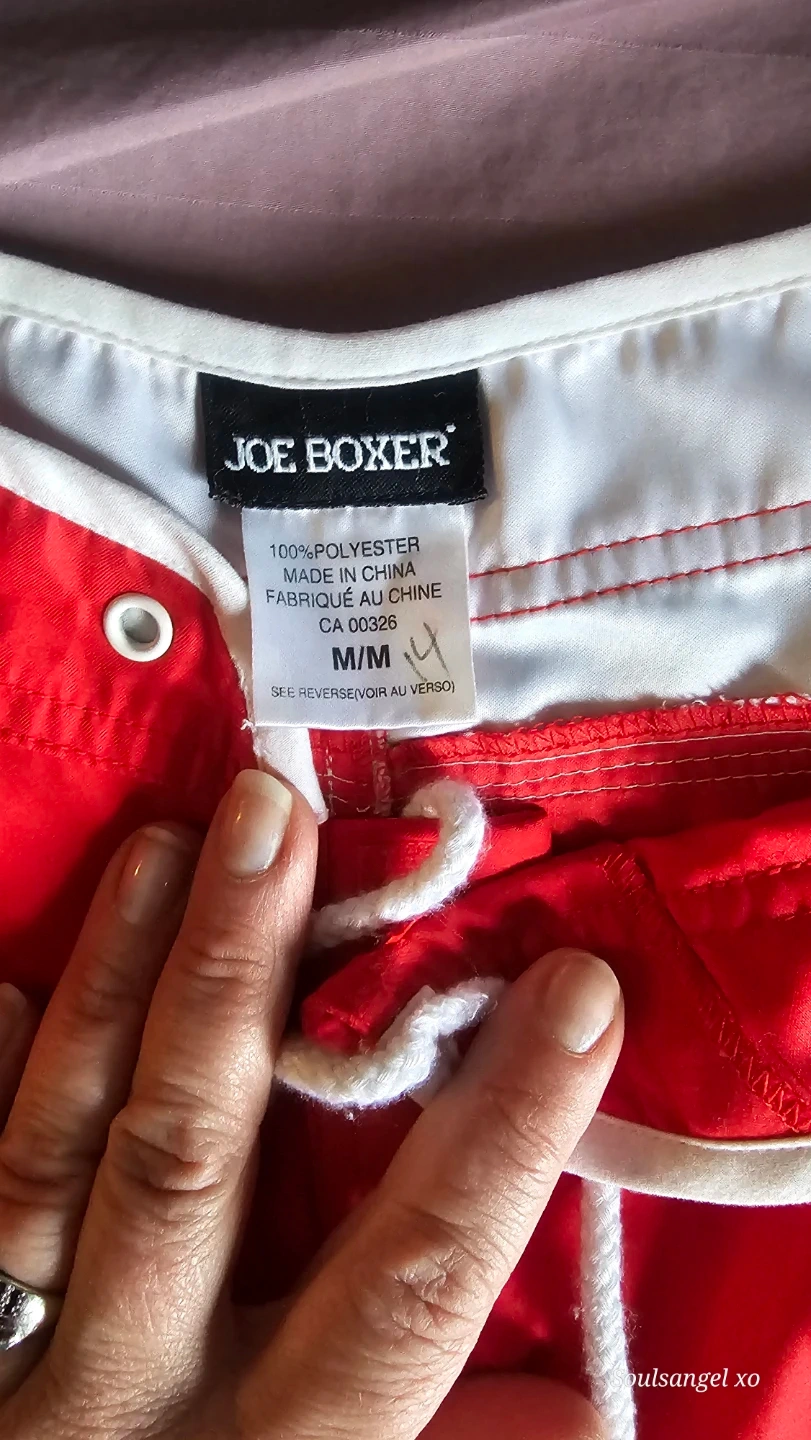 JOE BOXER
100%POLYESTER
MADE IN CHINA
FABRIQUÉ AU CHINE
CA 00326
M/M 14
SEE REVERSE(VOIR AU VERSO)
Soulsangel xo